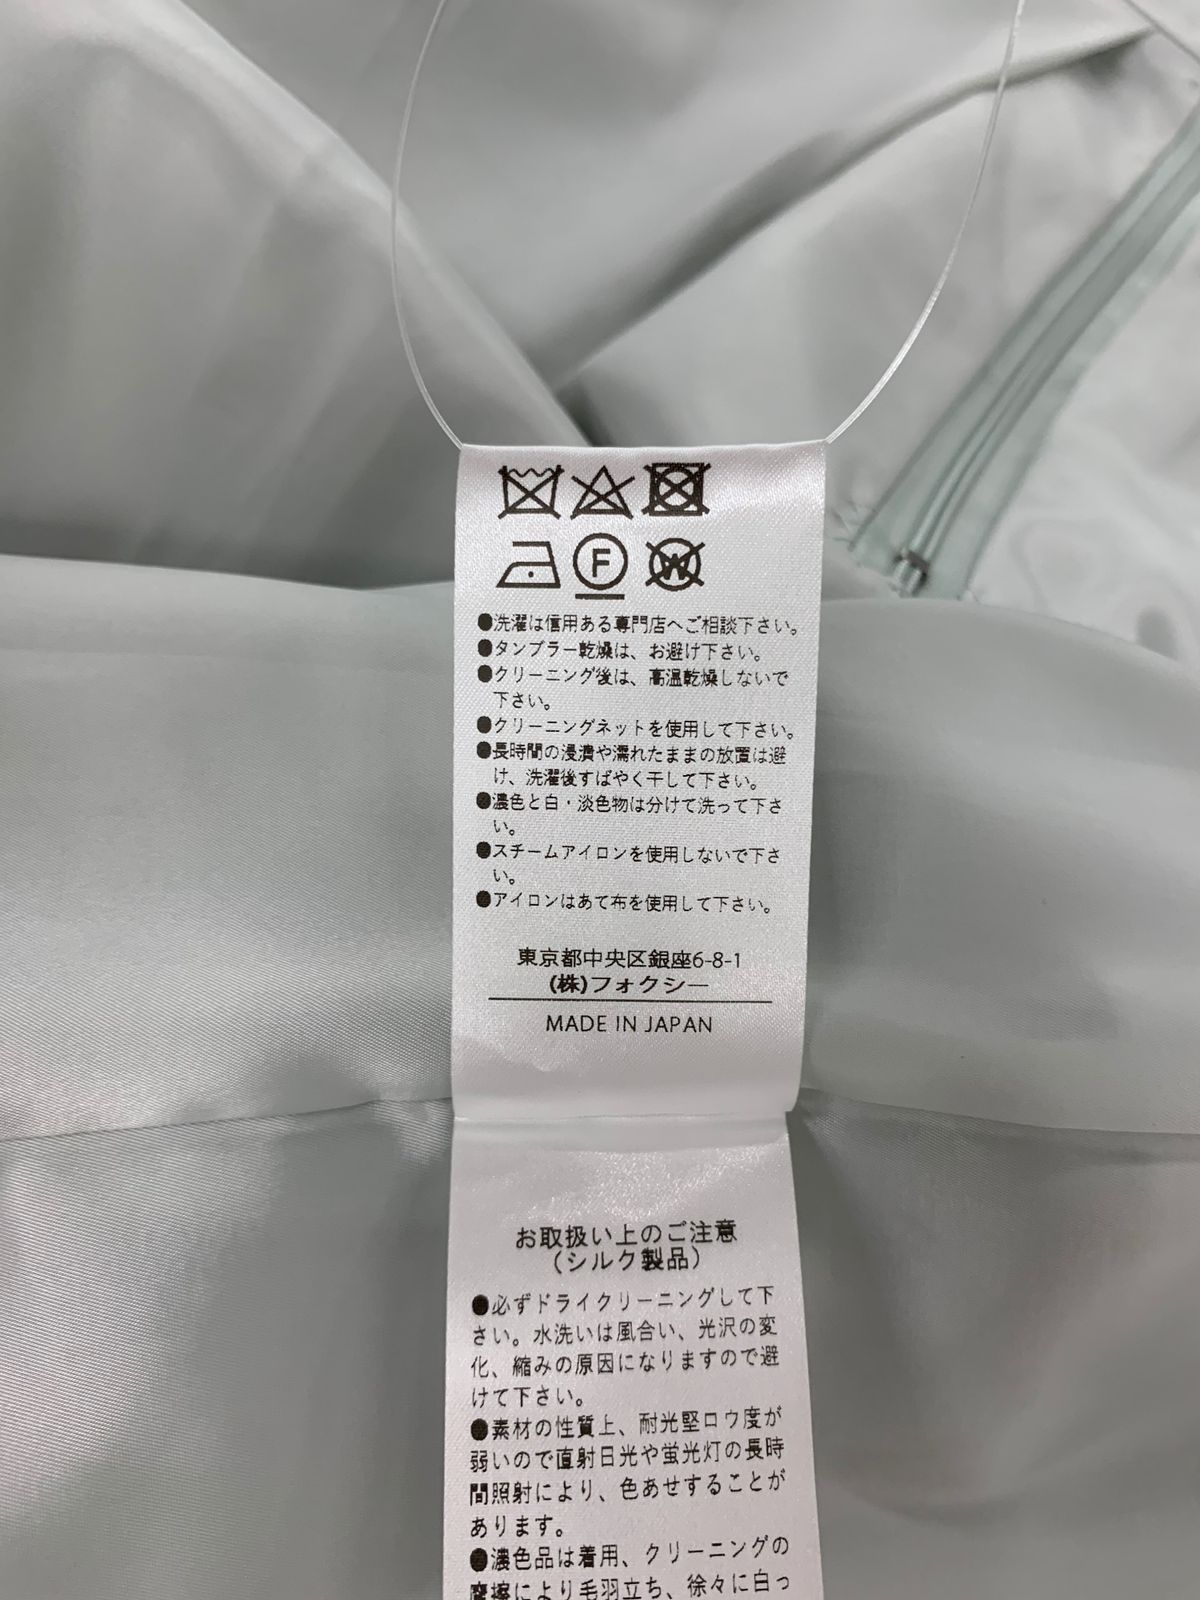 F
W
●洗濯は信用ある専門店へご相談下さい。
●タンブラー乾燥は、お避け下さい。
●クリーニング後は、高温乾燥しないで
下さい。
●クリーニングネットを使用して下さい。
●長時間の浸漬や濡れたままの放置は避
け、洗濯後すばやく干して下さい。
●濃色と白・淡色物は分けて洗って下さ
い。
●スチームアイロンを使用しないで下さ
い。
●アイロンはあて布を使用して下さい。
東京都中央区銀座6-8-1
(株)フォクシー
MADE IN JAPAN
お取扱い上のご注意
(シルク製品)
●必ずドライクリーニングして下
さい。水洗いは風合い、光沢の変
化、縮みの原因になりますので避
けて下さい。
●素材の性質上、耐光堅ロウ度が
弱いので直射日光や蛍光灯の長時
間照射により、色あせすることが
あります。
●濃色品は着用、クリーニングの
摩擦により毛羽立ち、徐々に白っ